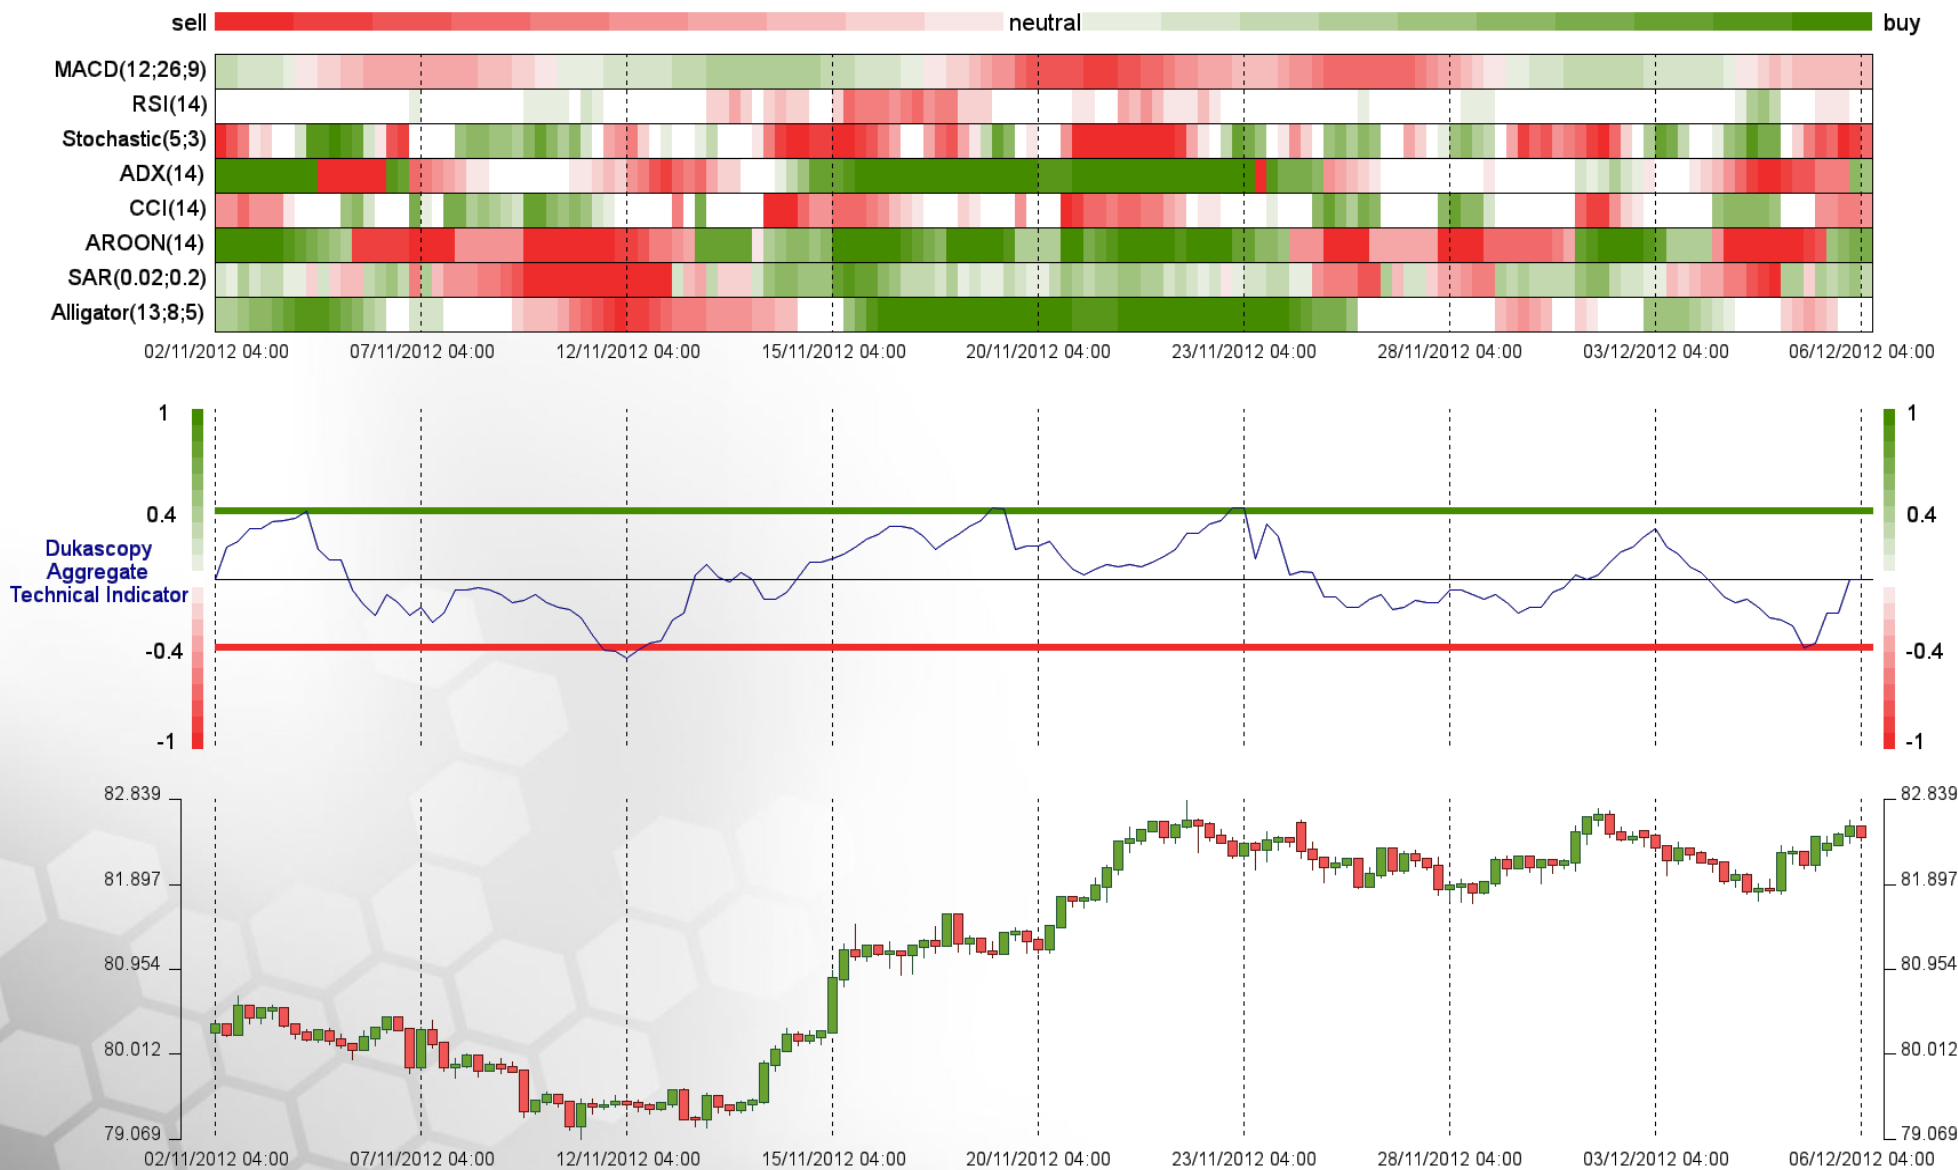 sell neutral buy
MACD(12;26;9)
RSI(14)
Stochastic(5;3)
ADX(14)
CCI(14)
AROON(14)
SAR(0.02;0.2)
Alligator(13;8;5)
02/11/2012 04:00 07/11/2012 04:00 12/11/2012 04:00 15/11/2012 04:00 20/11/2012 04:00 23/11/2012 04:00 28/11/2012 04:00 03/12/2012 04:00 06/12/2012 04:00
1 1
0.4 0.4
Dukascopy
Aggregate
Technical Indicator
-0.4 -0.4
-1 -1
82.839 82.839
81.897 81.897
80.954 80.954
80.012 80.012
79.069 79.069
02/11/2012 04:00 07/11/2012 04:00 12/11/2012 04:00 15/11/2012 04:00 20/11/2012 04:00 23/11/2012 04:00 28/11/2012 04:00 03/12/2012 04:00 06/12/2012 04:00